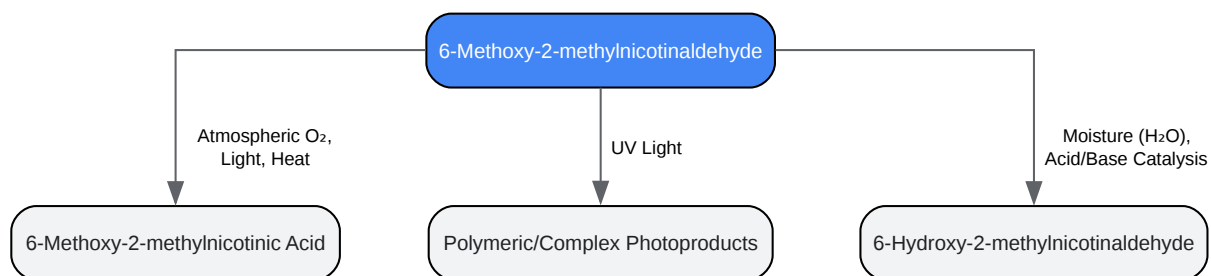 6-Methoxy-2-methylnicotinaldehyde
Atmospheric O₂,
Light, Heat
UV Light
Moisture (H₂O),
Acid/Base Catalysis
6-Methoxy-2-methylnicotinic Acid
Polymeric/Complex Photoproducts
6-Hydroxy-2-methylnicotinaldehyde